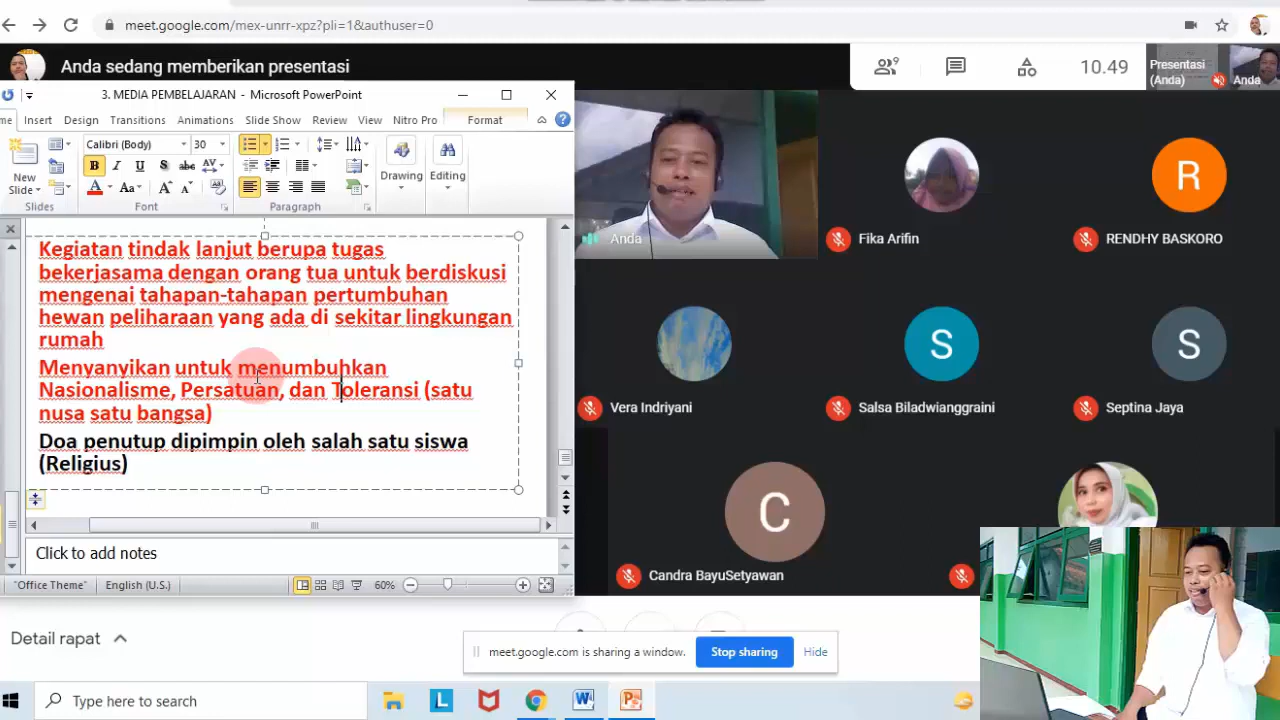 meet.google.com/mex-unrr-xpz?pli=1&authuser=0
Anda sedang memberikan presentasi
9
10.49
Presentasi
(Anda)
Anda
3. MEDIA PEMBELAJARAN - Microsoft PowerPoint
me Insert Design Transitions Animations Slide Show Review View Nitro Pro Format
Calibri (Body) 30
B I U S abc AV
A Aa A A
New
Slide
Drawing
Editing
Slides Font Paragraph
Kegiatan tindak lanjut berupa tugas
bekerjasama dengan orang tua untuk berdiskusi
mengenai tahapan-tahapan pertumbuhan
hewan peliharaan yang ada di sekitar lingkungan
rumah
Menyanyikan untuk menumbuhkan
Nasionalisme, Persatuan, dan Toleransi (satu
nusa satu bangsa)
Doa penutup dipimpin oleh salah satu siswa
(Religius)
Click to add notes
"Office Theme" English (U.S.) 60%
Anda
Fika Arifin
R
RENDHY BASKORO
Vera Indriyani
S
Salsa Biladwianggraini
S
Septina Jaya
C
Candra BayuSetyawan
Detail rapat
meet.google.com is sharing a window.
Stop sharing
Hide
Type here to search
L
W
P